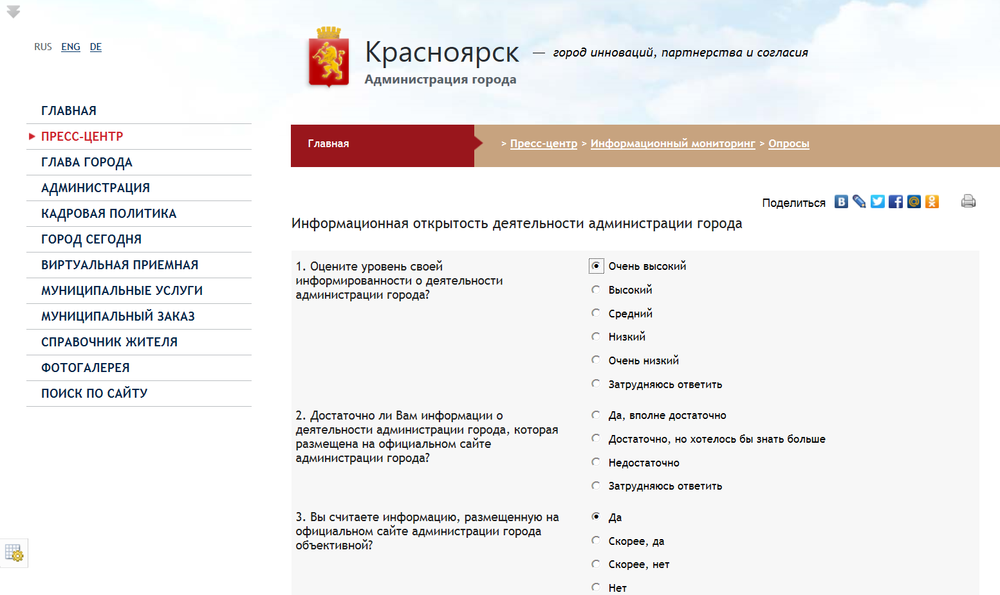 RUS ENG DE
Красноярск — город инноваций, партнерства и согласия
Администрация города
ГЛАВНАЯ
ПРЕСС-ЦЕНТР
ГЛАВА ГОРОДА
АДМИНИСТРАЦИЯ
КАДРОВАЯ ПОЛИТИКА
ГОРОД СЕГОДНЯ
ВИРТУАЛЬНАЯ ПРИЕМНАЯ
МУНИЦИПАЛЬНЫЕ УСЛУГИ
МУНИЦИПАЛЬНЫЙ ЗАКАЗ
СПРАВОЧНИК ЖИТЕЛЯ
ФОТОГАЛЕРЕЯ
ПОИСК ПО САЙТУ
Главная > Пресс-центр > Информационный мониторинг > Опросы
Поделиться
Информационная открытость деятельности администрации города
1. Оцените уровень своей
информированности о деятельности
администрации города?
Очень высокий
Высокий
Средний
Низкий
Очень низкий
Затрудняюсь ответить
2. Достаточно ли Вам информации о
деятельности администрации города, которая
размещена на официальном сайте
администрации города?
Да, вполне достаточно
Достаточно, но хотелось бы знать больше
Недостаточно
Затрудняюсь ответить
3. Вы считаете информацию, размещенную на
официальном сайте администрации города
объективной?
Да
Скорее, да
Скорее, нет
Нет